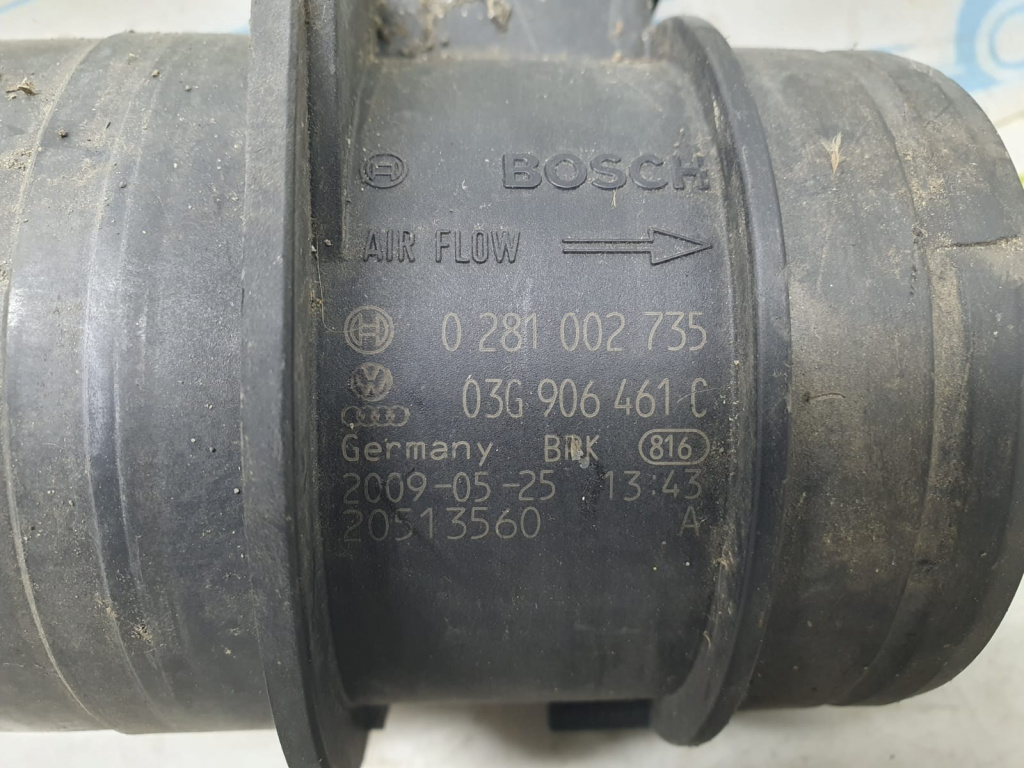 BOSCH
AIR FLOW
0 281 002 735
03G 906 461 C
Germany BRK 816
2009-05-25 13:43
20513560 A